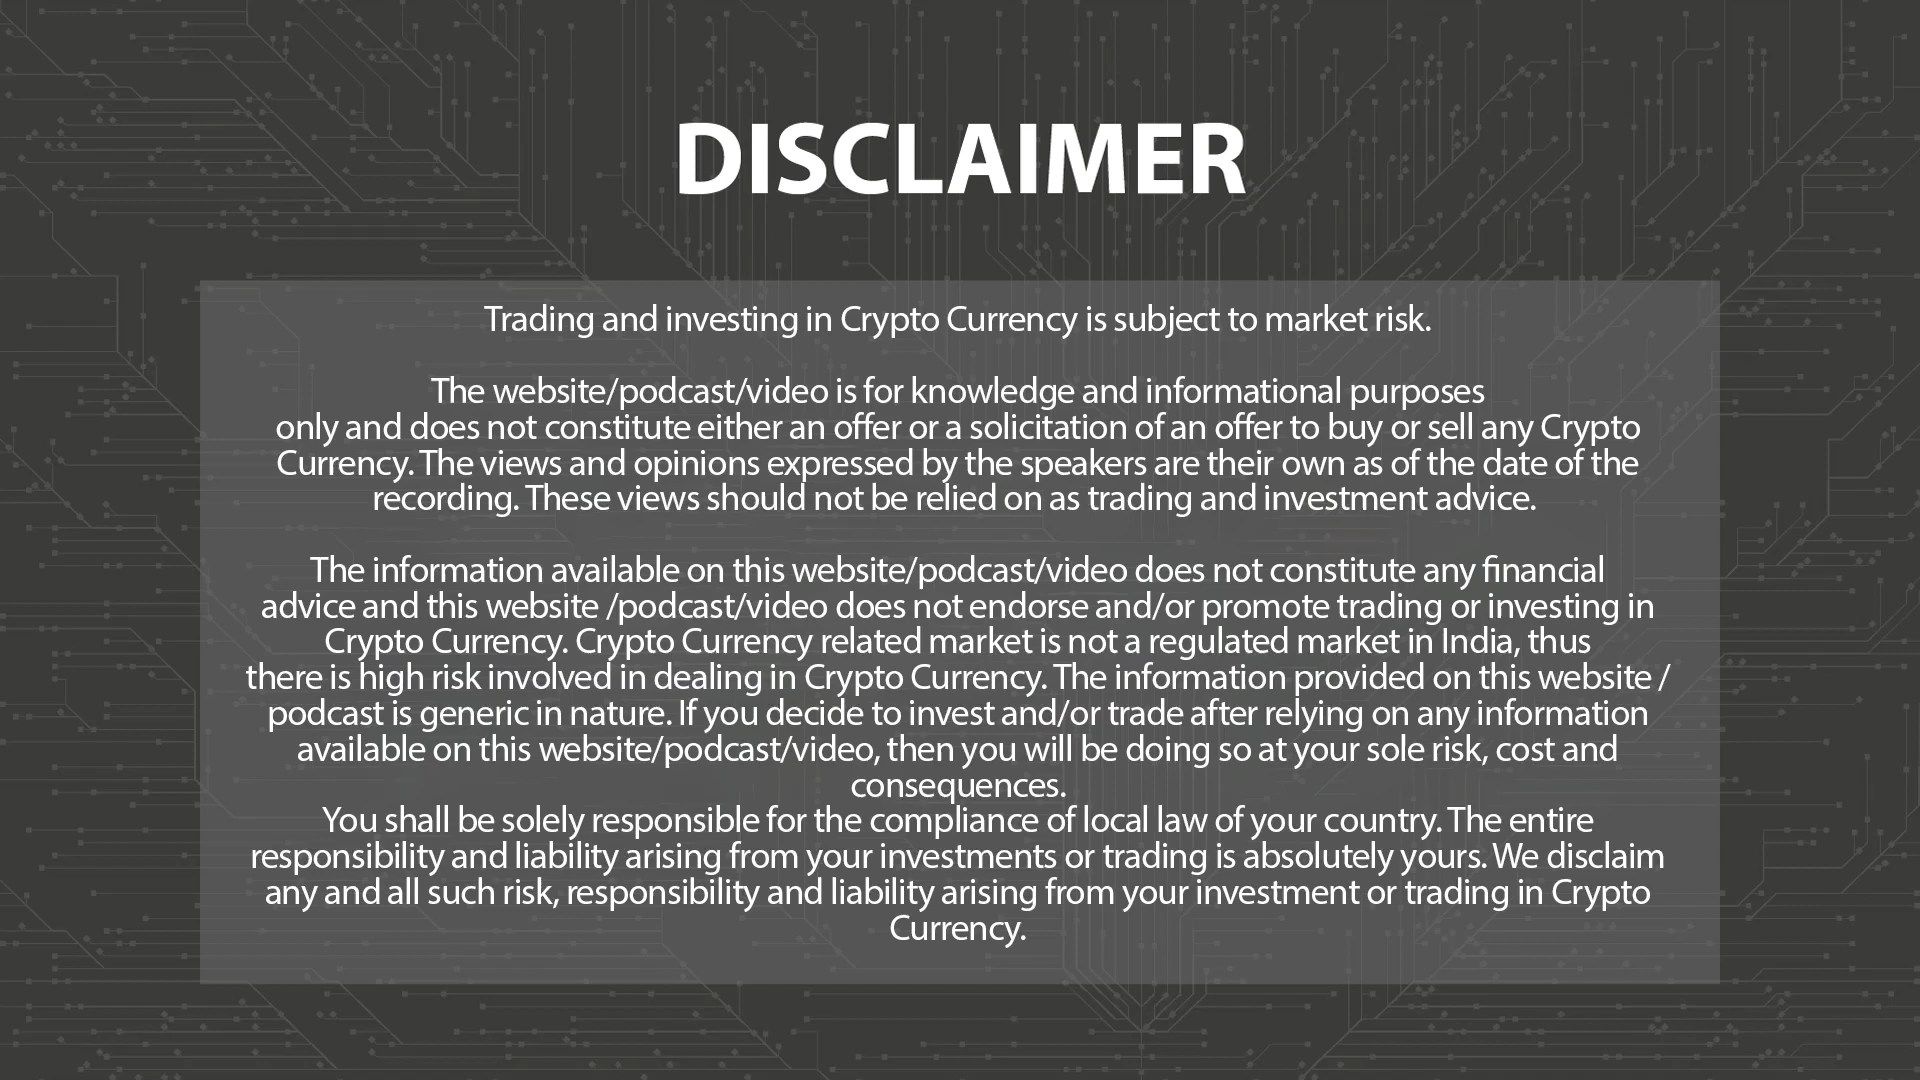 DISCLAIMER
Trading and investing in Crypto Currency is subject to market risk.
The website/podcast/video is for knowledge and informational purposes
only and does not constitute either an offer or a solicitation of an offer to buy or sell any Crypto
Currency. The views and opinions expressed by the speakers are their own as of the date of the
recording. These views should not be relied on as trading and investment advice.
The information available on this website/podcast/video does not constitute any financial
advice and this website /podcast/video does not endorse and/or promote trading or investing in
Crypto Currency. Crypto Currency related market is not a regulated market in India, thus
there is high risk involved in dealing in Crypto Currency. The information provided on this website /
podcast is generic in nature. If you decide to invest and/or trade after relying on any information
available on this website/podcast/video, then you will be doing so at your sole risk, cost and
consequences.
You shall be solely responsible for the compliance of local law of your country. The entire
responsibility and liability arising from your investments or trading is absolutely yours. We disclaim
any and all such risk, responsibility and liability arising from your investment or trading in Crypto
Currency.